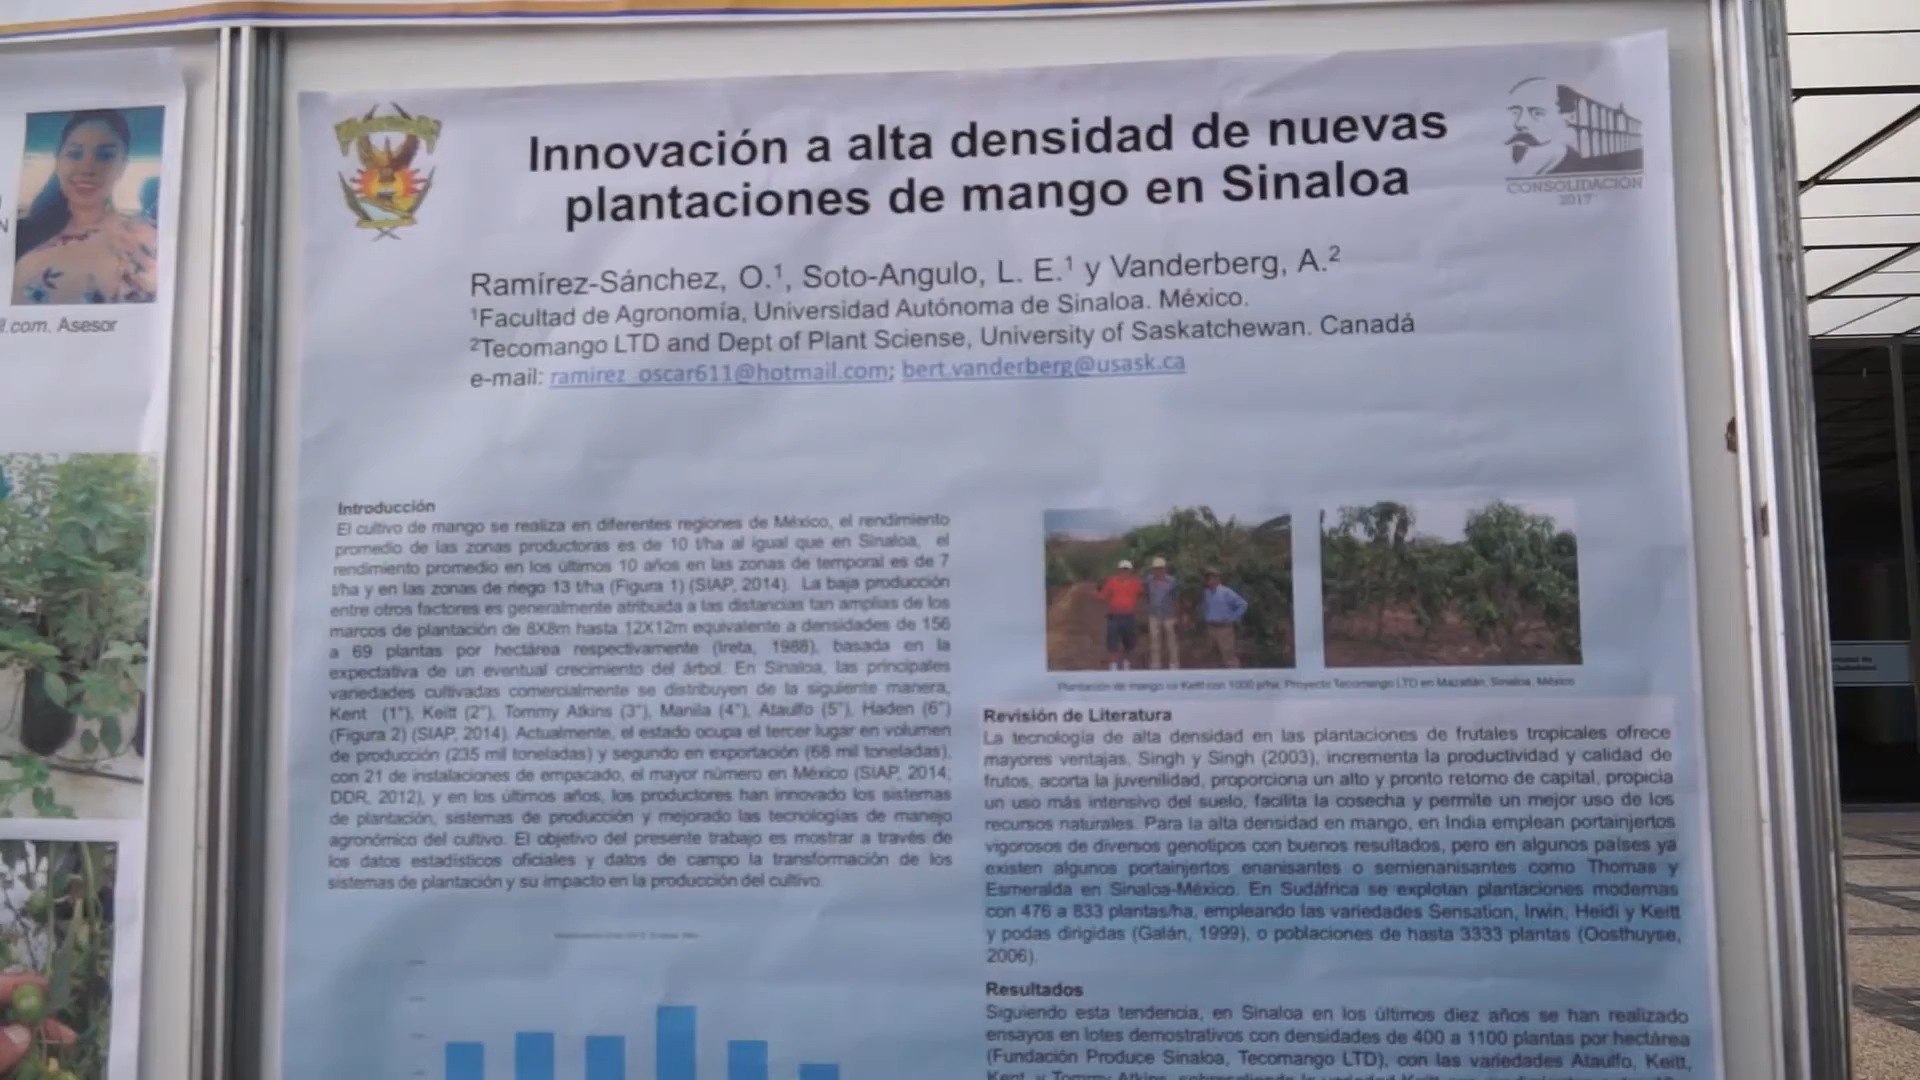 Innovación a alta densidad de nuevas
plantaciones de mango en Sinaloa
CONSOLIDACIÓN
2017
Ramírez-Sánchez, O.¹, Soto-Angulo, L. E.¹ y Vanderberg, A.²
¹Facultad de Agronomía, Universidad Autónoma de Sinaloa. México.
²Tecomango LTD and Dept of Plant Sciense, University of Saskatchewan. Canadá
e-mail: ramirez_oscar611@hotmail.com; bert.vanderberg@usask.ca
l.com. Asesor
Introducción
El cultivo de mango se realiza en diferentes regiones de México, el rendimiento
promedio de las zonas productoras es de 10 t/ha al igual que en Sinaloa, el
rendimiento promedio en los últimos 10 años en las zonas de temporal es de 7
t/ha y en las zonas de riego 13 t/ha (Figura 1) (SIAP, 2014). La baja producción
entre otros factores es generalmente atribuida a las distancias tan amplias de los
marcos de plantación de 8X8m hasta 12X12m equivalente a densidades de 156
a 69 plantas por hectárea respectivamente (Ireta, 1988), basada en la
expectativa de un eventual crecimiento del árbol. En Sinaloa, las principales
variedades cultivadas comercialmente se distribuyen de la siguiente manera,
Kent (1°), Keitt (2°), Tommy Atkins (3°), Manila (4°), Ataulfo (5°), Haden (6°)
(Figura 2) (SIAP, 2014). Actualmente, el estado ocupa el tercer lugar en volumen
de producción (235 mil toneladas) y segundo en exportación (68 mil toneladas),
con 21 de instalaciones de empacado, el mayor número en México (SIAP, 2014;
DDR, 2012), y en los últimos años, los productores han innovado los sistemas
de plantación, sistemas de producción y mejorado las tecnologías de manejo
agronómico del cultivo. El objetivo del presente trabajo es mostrar a través de
los datos estadísticos oficiales y datos de campo la transformación de los
sistemas de plantación y su impacto en la producción del cultivo.
Plantación de mango cv Keitt con 1000 p/ha, Proyecto Tecomango LTD en Mazatlán, Sinaloa, México
Revisión de Literatura
La tecnología de alta densidad en las plantaciones de frutales tropicales ofrece
mayores ventajas, Singh y Singh (2003), incrementa la productividad y calidad de
frutos, acorta la juvenilidad, proporciona un alto y pronto retorno de capital, propicia
un uso más intensivo del suelo, facilita la cosecha y permite un mejor uso de los
recursos naturales. Para la alta densidad en mango, en India emplean portainjertos
vigorosos de diversos genotipos con buenos resultados, pero en algunos países ya
existen algunos portainjertos enanisantes o semienanisantes como Thomas y
Esmeralda en Sinaloa-México. En Sudáfrica se explotan plantaciones modernas
con 476 a 833 plantas/ha, empleando las variedades Sensation, Irwin, Heidi y Keitt
y podas dirigidas (Galán, 1999), o poblaciones de hasta 3333 plantas (Oosthuyse,
2006).
Resultados
Siguiendo esta tendencia, en Sinaloa en los últimos diez años se han realizado
ensayos en lotes demostrativos con densidades de 400 a 1100 plantas por hectárea
(Fundación Produce Sinaloa, Tecomango LTD), con las variedades Ataulfo, Keitt,
Kent y Tommy Atkins,